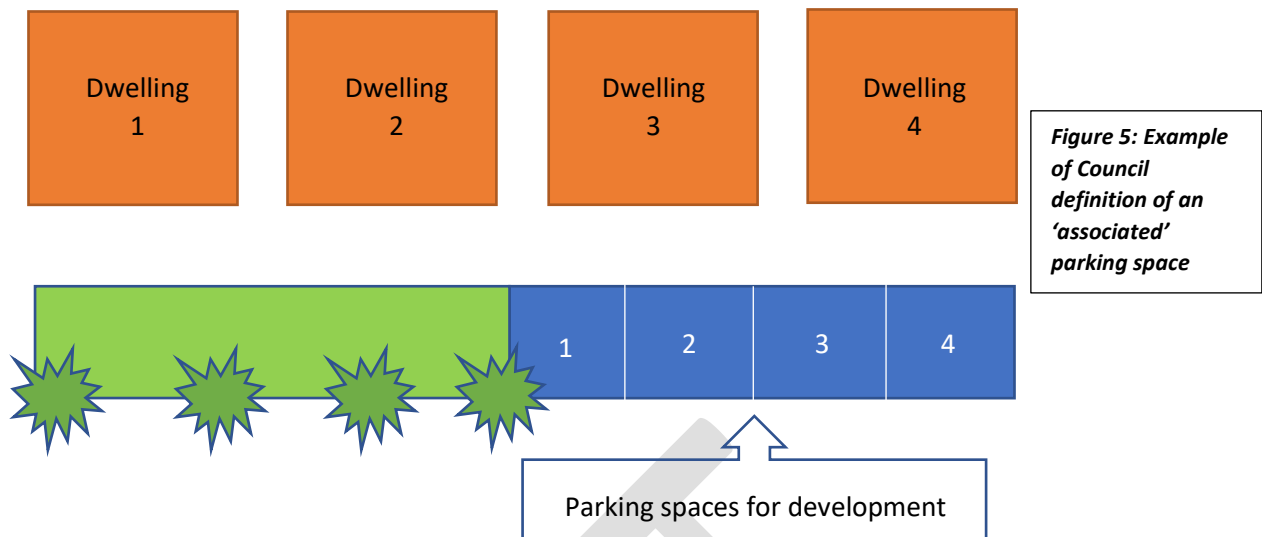 Dwelling
1
Dwelling
2
Dwelling
3
Dwelling
4
Figure 5: Example
of Council
definition of an
‘associated’
parking space
1
2
3
4
Parking spaces for development